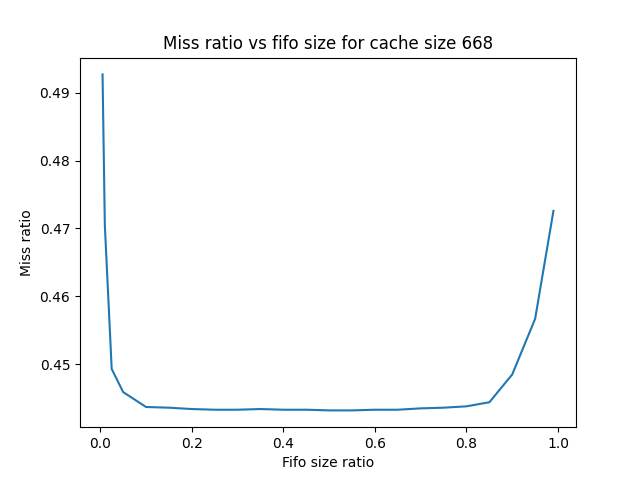 Miss ratio vs fifo size for cache size 668
0.49
0.48
0.47
0.46
0.45
Miss ratio
0.0 0.2 0.4 0.6 0.8 1.0
Fifo size ratio